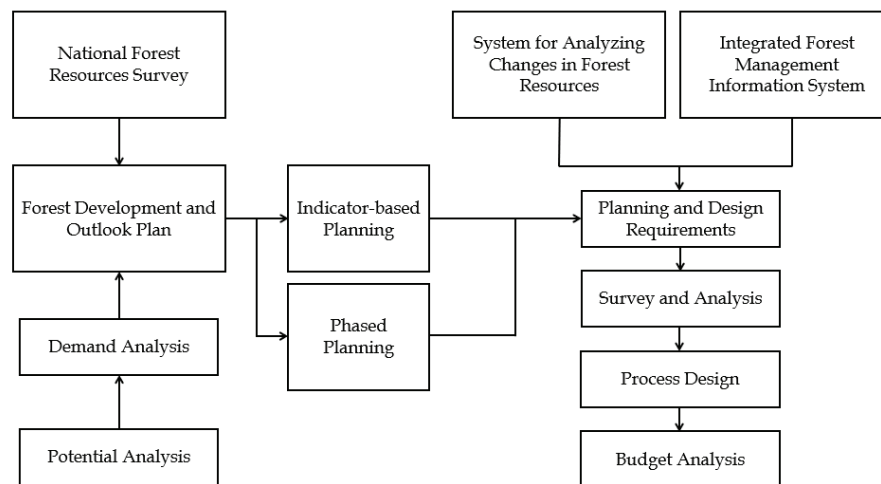 National Forest
Resources Survey
System for Analyzing
Changes in Forest
Resources
Integrated Forest
Management
Information System
Forest Development and
Outlook Plan
Indicator-based
Planning
Planning and Design
Requirements
Phased
Planning
Survey and Analysis
Demand Analysis
Process Design
Potential Analysis
Budget Analysis